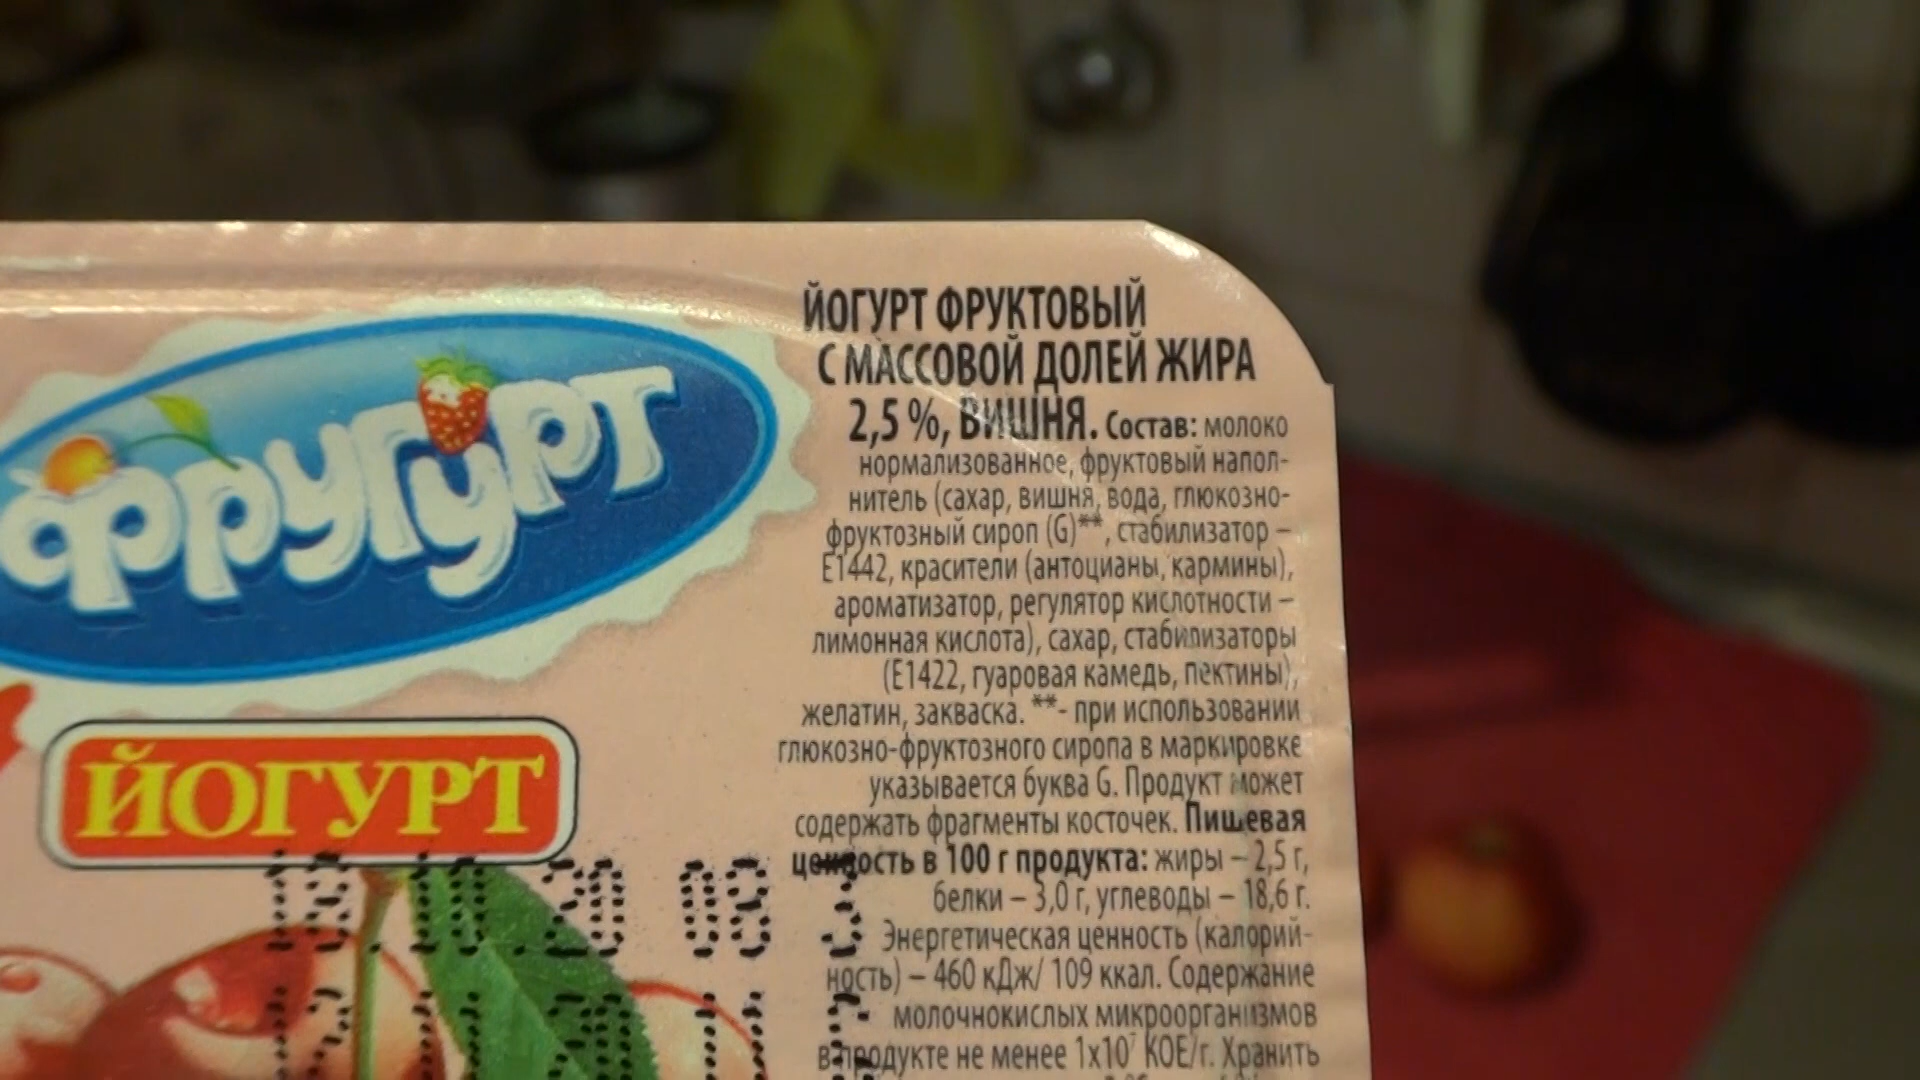 ФРУГУРТ
ЙОГУРТ
ЙОГУРТ ФРУКТОВЫЙ
С МАССОВОЙ ДОЛЕЙ ЖИРА
2,5 %, ВИШНЯ. Состав: молоко
нормализованное, фруктовый напол-
нитель (сахар, вишня, вода, глюкозно-
фруктозный сироп (G)**, стабилизатор –
Е1442, красители (антоцианы, кармины),
ароматизатор, регулятор кислотности –
лимонная кислота), сахар, стабилизаторы
(Е1422, гуаровая камедь, пектины),
желатин, закваска. **- при использовании
глюкозно-фруктозного сиропа в маркировке
указывается буква G. Продукт может
содержать фрагменты косточек. Пищевая
ценность в 100 г продукта: жиры – 2,5 г,
белки – 3,0 г, углеводы – 18,6 г.
Энергетическая ценность (калорий-
ность) – 460 кДж/ 109 ккал. Содержание
молочнокислых микроорганизмов
в продукте не менее 1х10⁷ КОЕ/г. Хранить